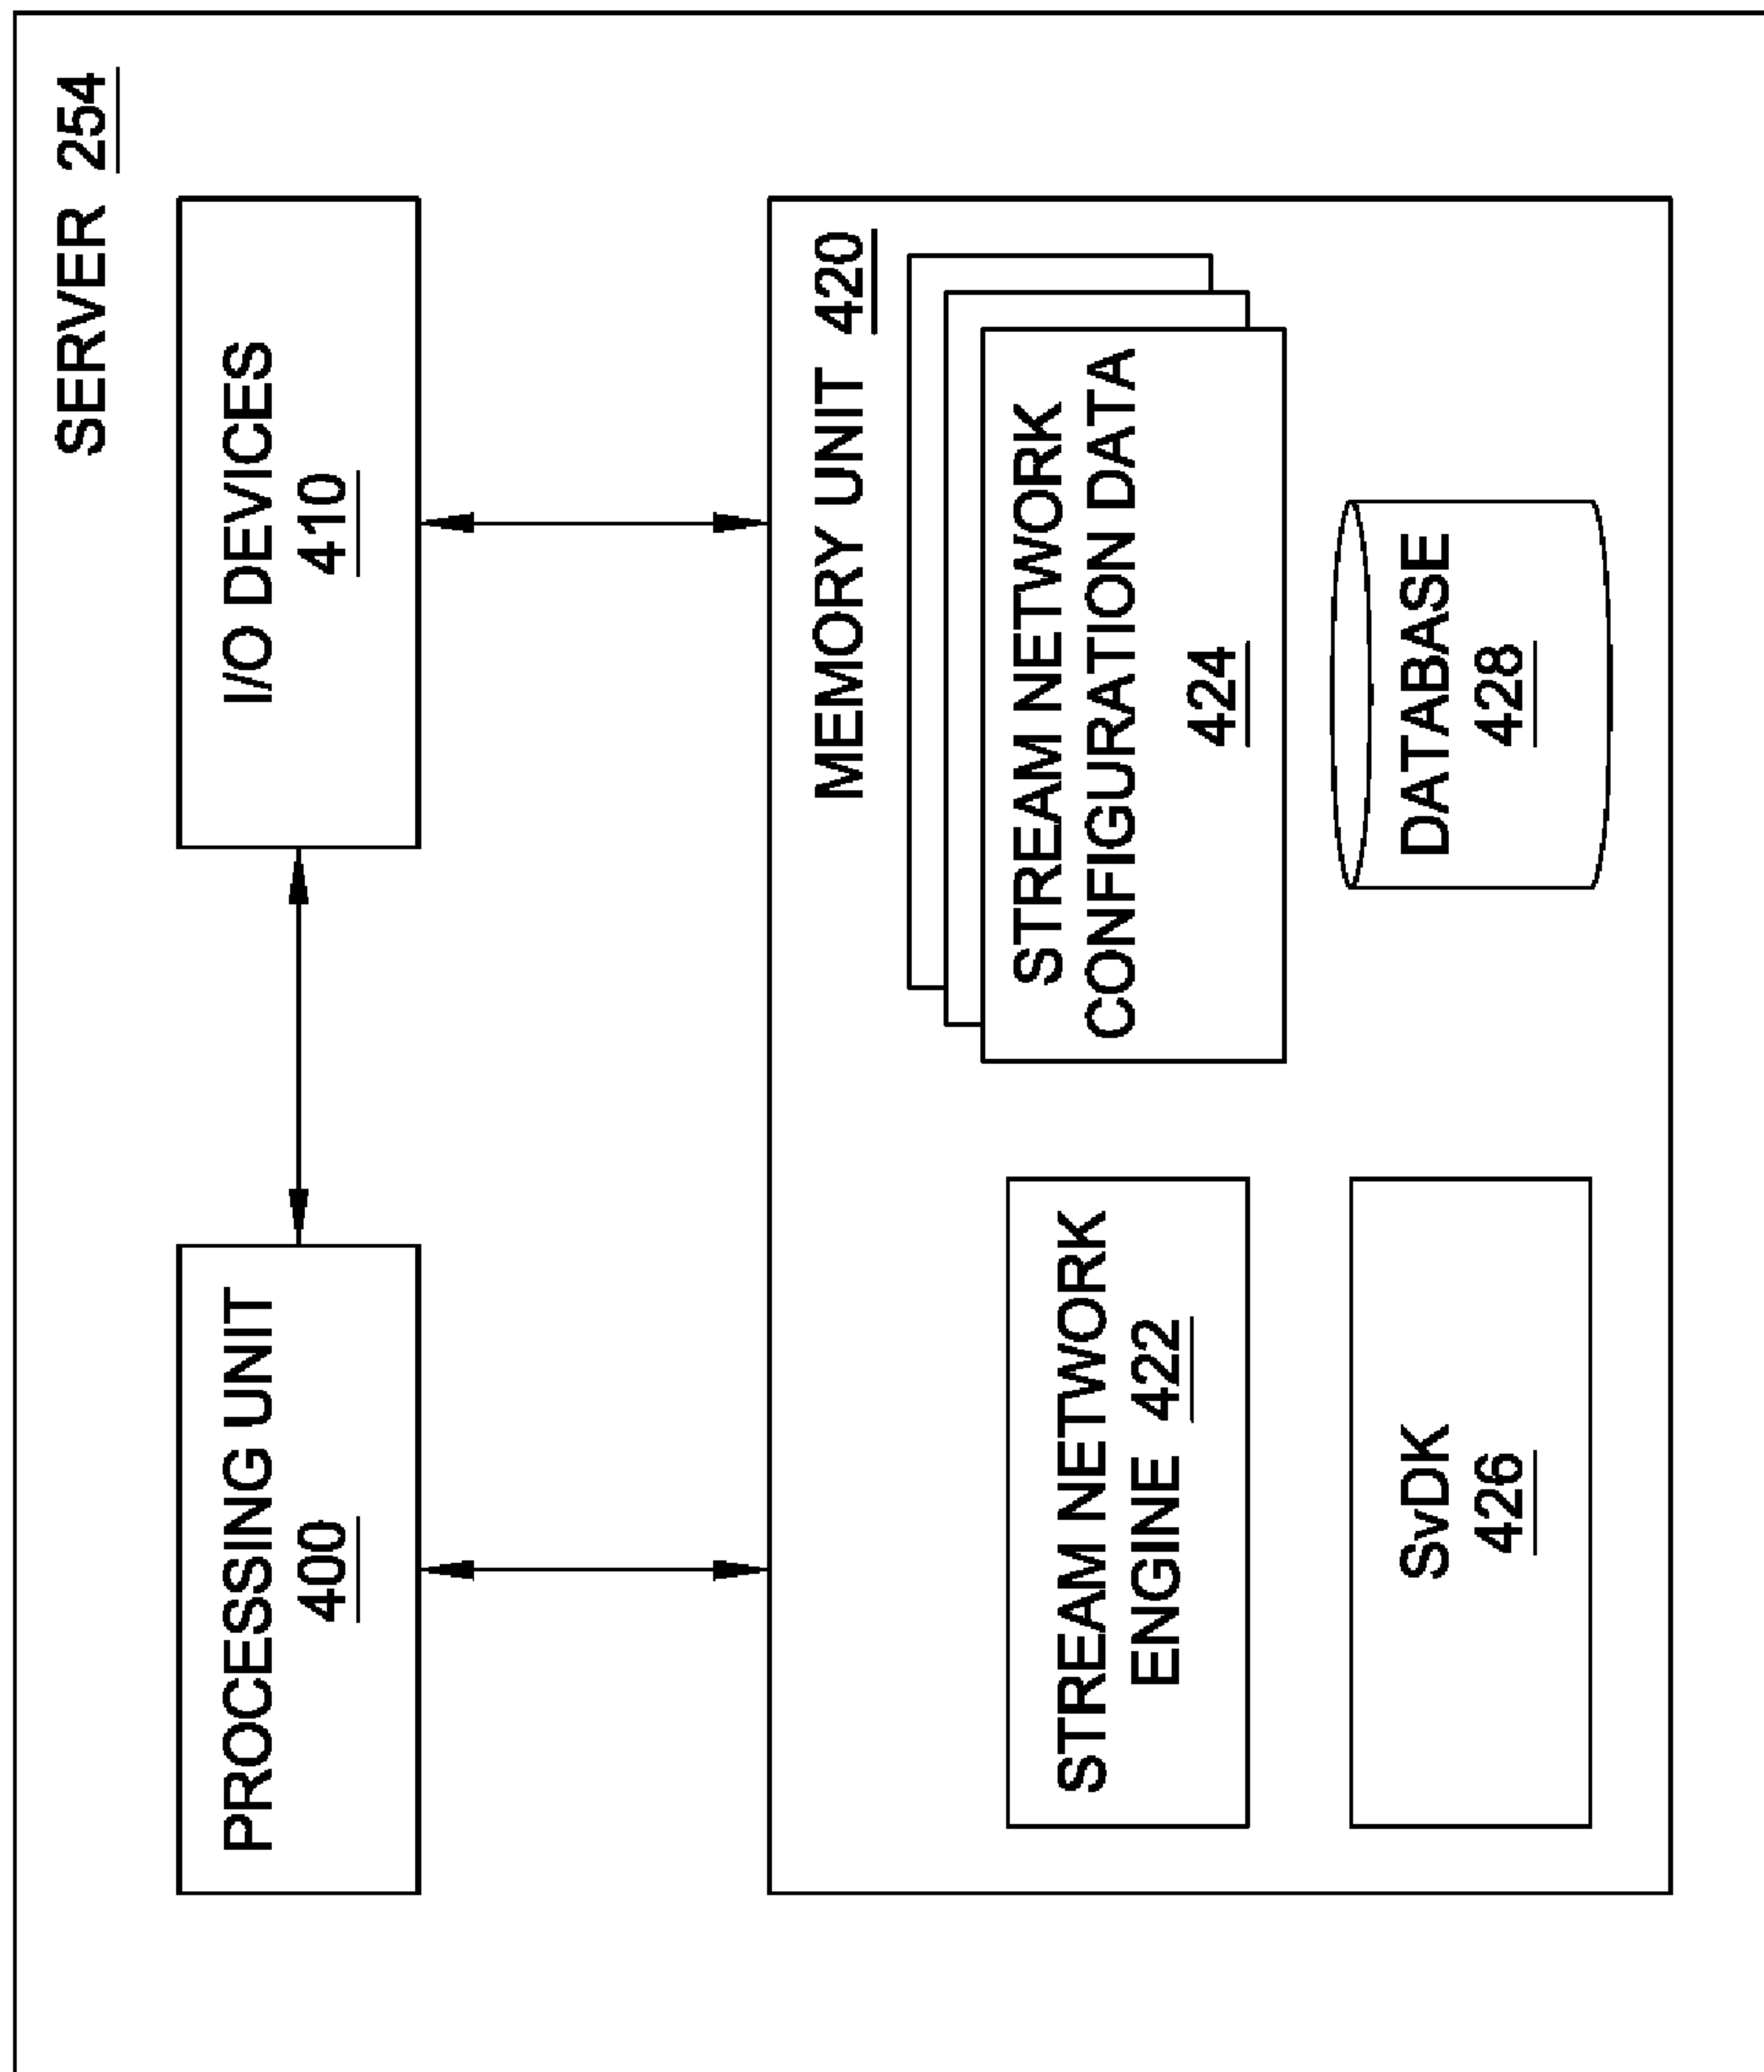 SERVER 254
PROCESSING UNIT
400
I/O DEVICES
410
MEMORY UNIT 420
STREAM NETWORK
ENGINE 422
STREAM NETWORK
CONFIGURATION DATA
424
SvDK
426
DATABASE
428